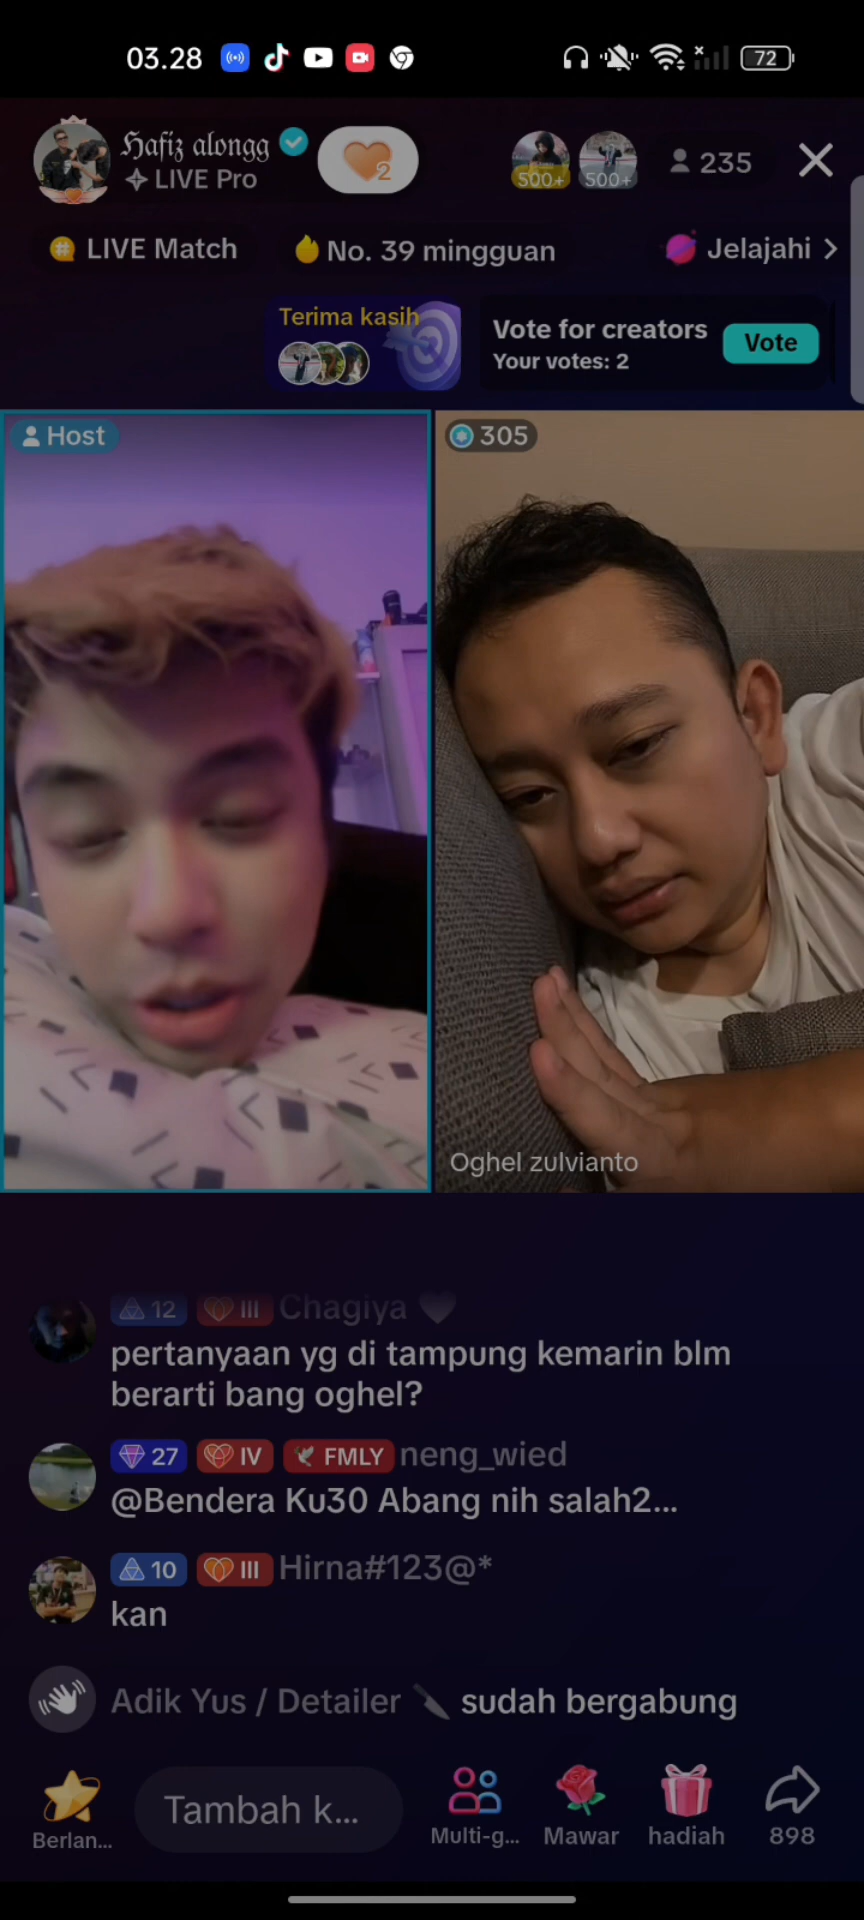 03.28
72
Hafiz alongg
LIVE Pro
2
500+
500+
235
LIVE Match
No. 39 mingguan
Jelajahi
Terima kasih
Vote for creators
Your votes: 2
Vote
Host
305
Oghel zulvianto
12 III Chagiya
pertanyaan yg di tampung kemarin blm
berarti bang oghel?
27 IV FMLY neng_wied
@Bendera Ku30 Abang nih salah2...
10 III Hirna#123@*
kan
Adik Yus / Detailer sudah bergabung
Tambah k...
Berlan...
Multi-g...
Mawar
hadiah
898